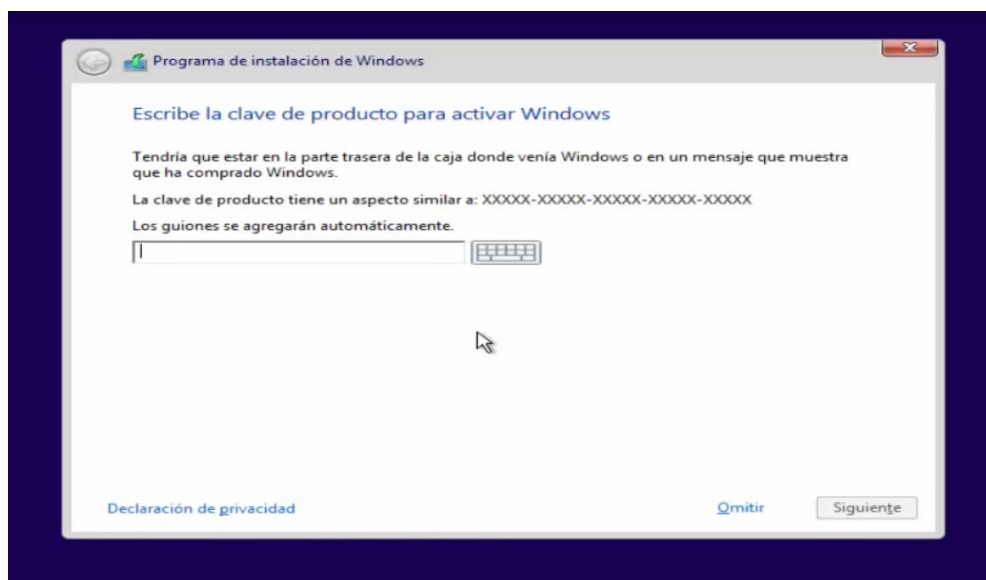 Programa de instalación de Windows
Escribe la clave de producto para activar Windows
Tendría que estar en la parte trasera de la caja donde venía Windows o en un mensaje que muestra
que ha comprado Windows.
La clave de producto tiene un aspecto similar a: XXXXX-XXXXX-XXXXX-XXXXX-XXXXX
Los guiones se agregarán automáticamente.
Declaración de privacidad
Omitir
Siguiente